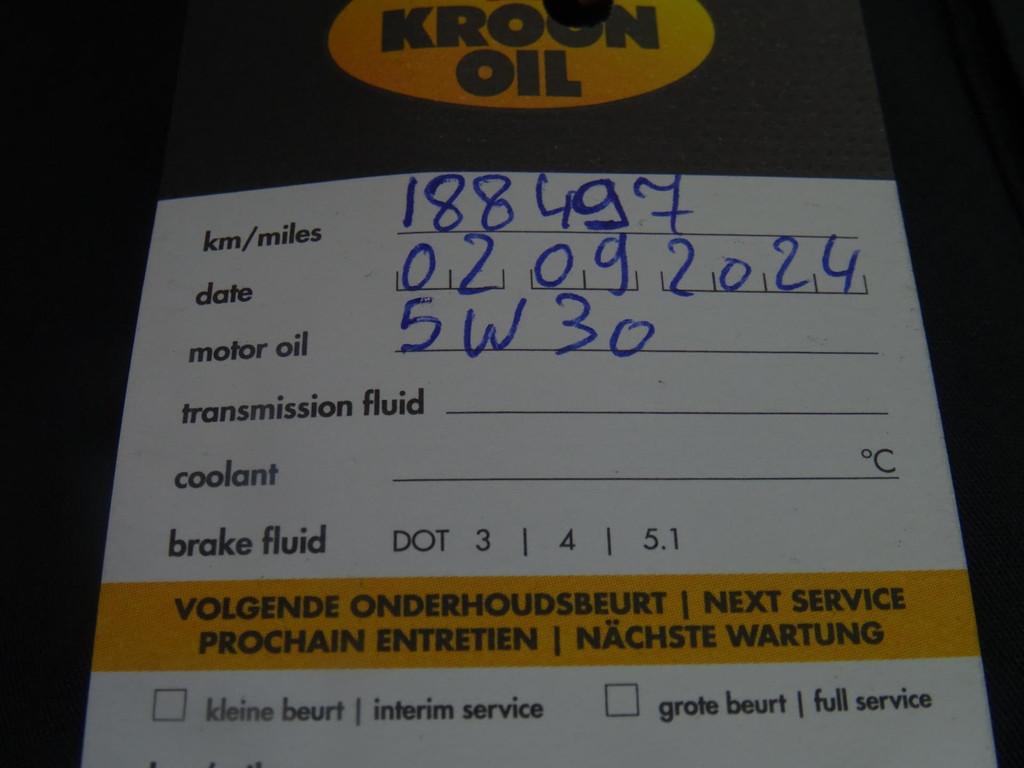 KROON
OIL
km/miles 188497
date 02 09 2024
motor oil 5W30
transmission fluid
coolant °C
brake fluid DOT 3 | 4 | 5.1
VOLGENDE ONDERHOUDSBEURT | NEXT SERVICE
PROCHAIN ENTRETIEN | NÄCHSTE WARTUNG
kleine beurt | interim service grote beurt | full service